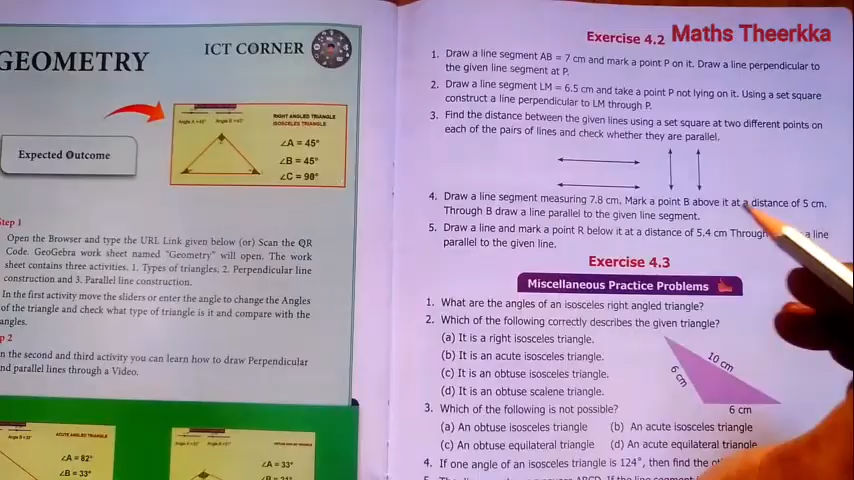 GEOMETRY
ICT CORNER
Expected Outcome
RIGHT ANGLED TRIANGLE
ISOSCELES TRIANGLE
∠A = 45°
∠B = 45°
∠C = 90°
Step 1
Open the Browser and type the URL Link given below (or) Scan the QR
Code. GeoGebra work sheet named "Geometry" will open. The work
sheet contains three activities. 1. Types of triangles, 2. Perpendicular line
construction and 3. Parallel line construction.
In the first activity move the sliders or enter the angle to change the Angles
of the triangle and check what type of triangle is it and compare with the
angles.
p 2
n the second and third activity you can learn how to draw Perpendicular
nd parallel lines through a Video.
ACUTE ANGLED TRIANGLE
∠A = 82°
∠B = 33°
∠A = 33°
Maths Theerkka
Exercise 4.2
1. Draw a line segment AB = 7 cm and mark a point P on it. Draw a line perpendicular to
the given line segment at P.
2. Draw a line segment LM = 6.5 cm and take a point P not lying on it. Using a set square
construct a line perpendicular to LM through P.
3. Find the distance between the given lines using a set square at two different points on
each of the pairs of lines and check whether they are parallel.
4. Draw a line segment measuring 7.8 cm. Mark a point B above it at a distance of 5 cm.
Through B draw a line parallel to the given line segment.
5. Draw a line and mark a point R below it at a distance of 5.4 cm Through a line
parallel to the given line.
Exercise 4.3
Miscellaneous Practice Problems
1. What are the angles of an isosceles right angled triangle?
2. Which of the following correctly describes the given triangle?
(a) It is a right isosceles triangle.
(b) It is an acute isosceles triangle.
(c) It is an obtuse isosceles triangle.
(d) It is an obtuse scalene triangle.
10 cm
6 cm
6 cm
3. Which of the following is not possible?
(a) An obtuse isosceles triangle (b) An acute isosceles triangle
(c) An obtuse equilateral triangle (d) An acute equilateral triangle
4. If one angle of an isosceles triangle is 124°, then find the